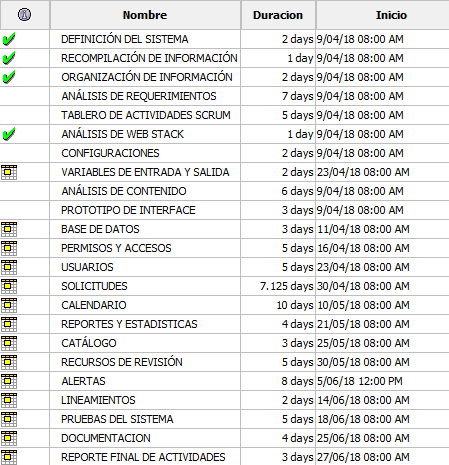 Nombre Duracion Inicio
DEFINICIÓN DEL SISTEMA 2 days 9/04/18 08:00 AM
RECOMPILACIÓN DE INFORMACIÓN 1 day 9/04/18 08:00 AM
ORGANIZACIÓN DE INFORMACIÓN 2 days 9/04/18 08:00 AM
ANÁLISIS DE REQUERIMIENTOS 7 days 9/04/18 08:00 AM
TABLERO DE ACTIVIDADES SCRUM 5 days 9/04/18 08:00 AM
ANÁLISIS DE WEB STACK 1 day 9/04/18 08:00 AM
CONFIGURACIONES 2 days 9/04/18 08:00 AM
VARIABLES DE ENTRADA Y SALIDA 2 days 23/04/18 08:00 AM
ANÁLISIS DE CONTENIDO 6 days 9/04/18 08:00 AM
PROTOTIPO DE INTERFACE 3 days 9/04/18 08:00 AM
BASE DE DATOS 3 days 11/04/18 08:00 AM
PERMISOS Y ACCESOS 5 days 16/04/18 08:00 AM
USUARIOS 5 days 23/04/18 08:00 AM
SOLICITUDES 7.125 days 30/04/18 08:00 AM
CALENDARIO 10 days 10/05/18 08:00 AM
REPORTES Y ESTADISTICAS 4 days 21/05/18 08:00 AM
CATÁLOGO 3 days 25/05/18 08:00 AM
RECURSOS DE REVISIÓN 5 days 30/05/18 08:00 AM
ALERTAS 8 days 5/06/18 12:00 PM
LINEAMIENTOS 2 days 14/06/18 08:00 AM
PRUEBAS DEL SISTEMA 5 days 18/06/18 08:00 AM
DOCUMENTACION 4 days 25/06/18 08:00 AM
REPORTE FINAL DE ACTIVIDADES 3 days 27/06/18 08:00 AM